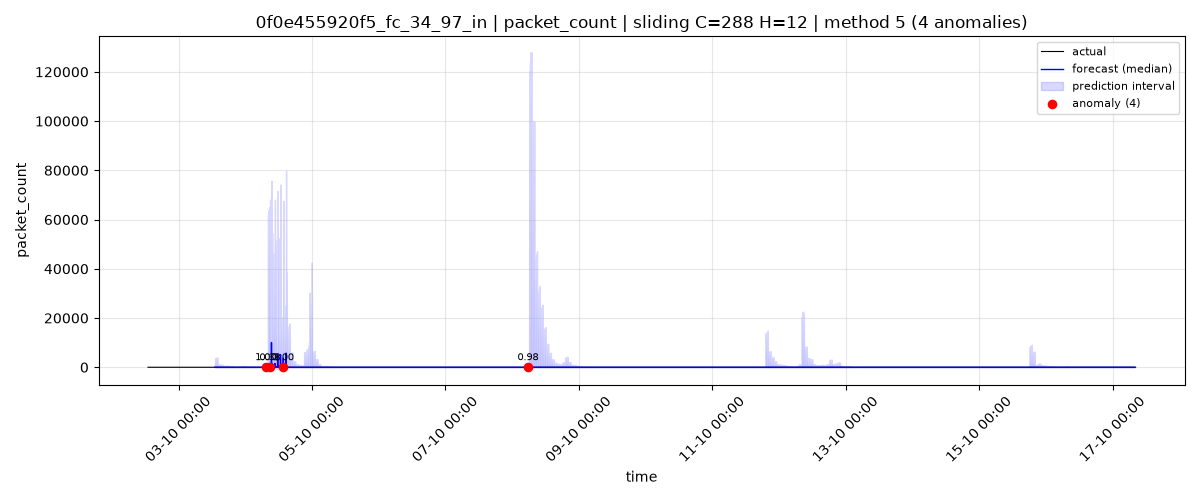 0f0e455920f5_fc_34_97_in | packet_count | sliding C=288 H=12 | method 5 (4 anomalies)
actual
forecast (median)
prediction interval
anomaly (4)
packet_count
120000
100000
80000
60000
40000
20000
0
0.98
03-10 00:00
05-10 00:00
07-10 00:00
09-10 00:00
11-10 00:00
13-10 00:00
15-10 00:00
17-10 00:00
time